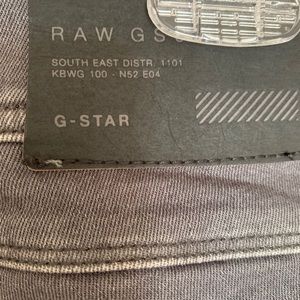 RAW GS
SOUTH EAST DISTR. 1101
KBWG 100 - N52 E04
G-STAR